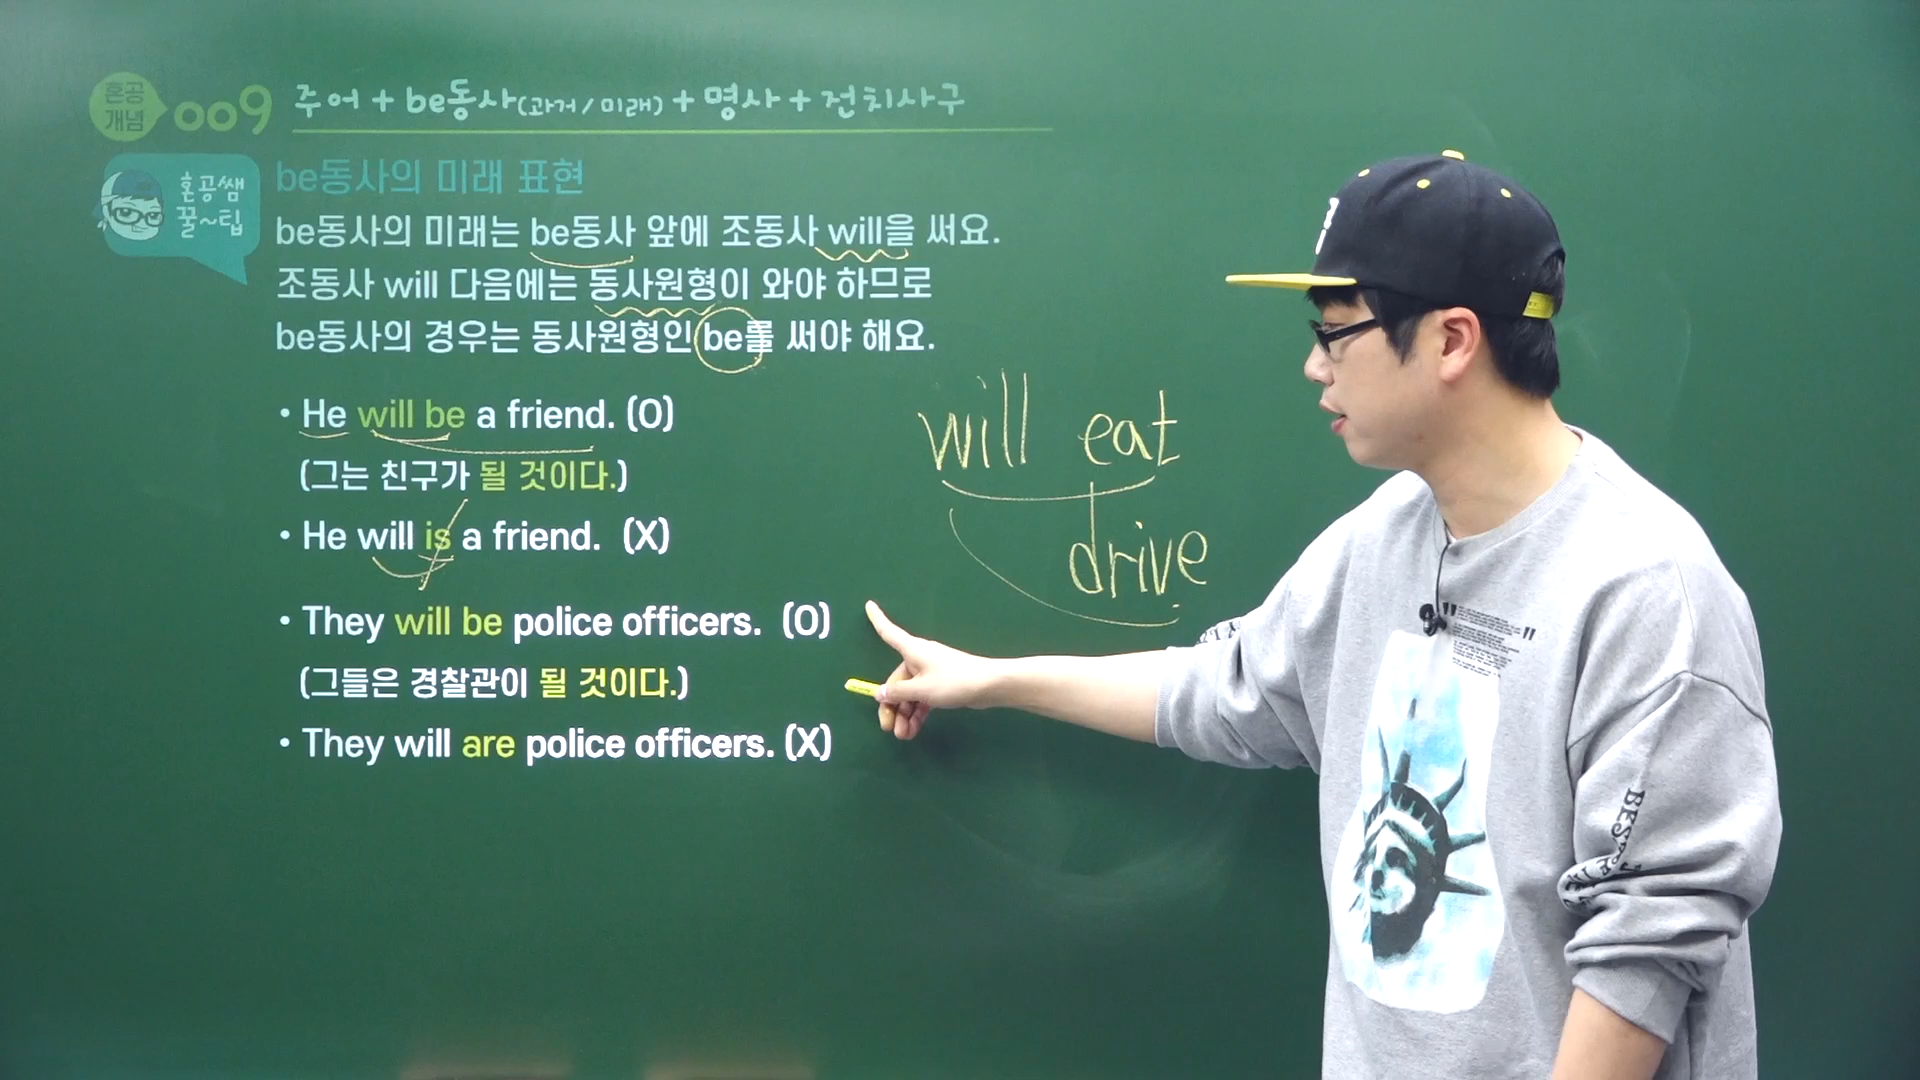 혼공
개념
009 주어 + be동사(과거/미래) + 명사 + 전치사구
혼공쌤
꿀~팁
be동사의 미래 표현
be동사의 미래는 be동사 앞에 조동사 will을 써요.
조동사 will 다음에는 동사원형이 와야 하므로
be동사의 경우는 동사원형인 be를 써야 해요.
• He will be a friend. (O)
(그는 친구가 될 것이다.)
• He will is a friend. (X)
• They will be police officers. (O)
(그들은 경찰관이 될 것이다.)
• They will are police officers. (X)
will eat
drive